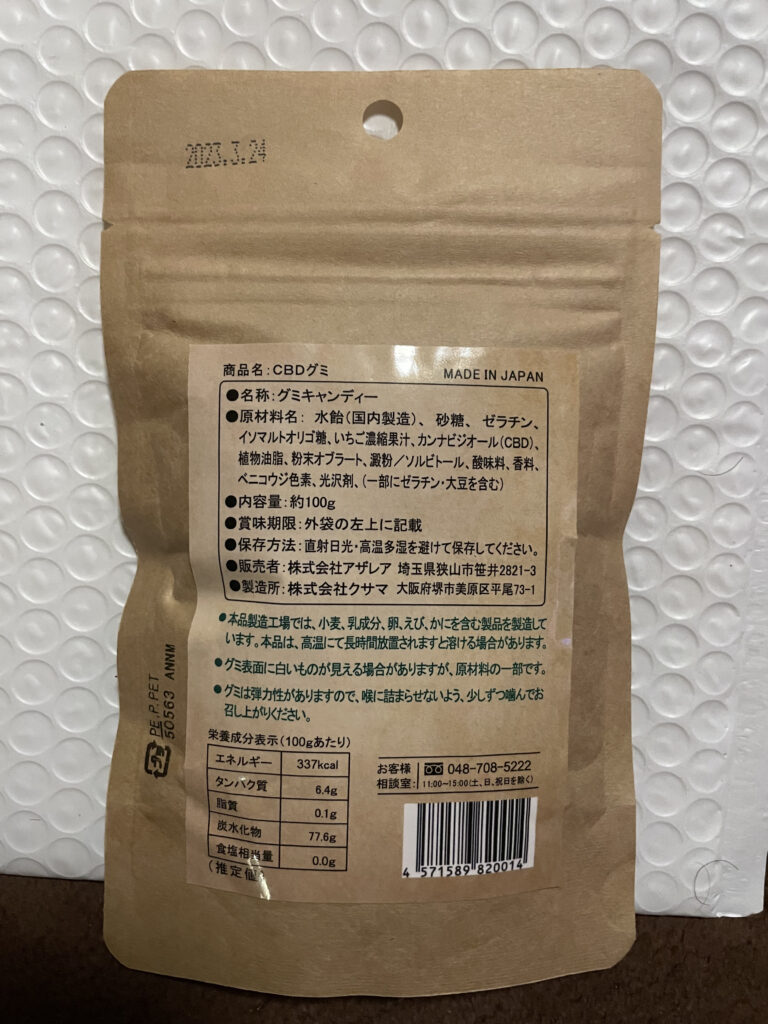 2023.3.24
商品名：CBDグミ
MADE IN JAPAN
●名称：グミキャンディー
●原材料名： 水飴（国内製造）、 砂糖、 ゼラチン、
イソマルトオリゴ糖、いちご濃縮果汁、カンナビジオール（CBD）、
植物油脂、粉末オブラート、澱粉／ソルビトール、酸味料、香料、
ベニコウジ色素、光沢剤、（一部にゼラチン・大豆を含む）
●内容量：約100g
●賞味期限：外袋の左上に記載
●保存方法：直射日光・高温多湿を避けて保存してください。
●販売者：株式会社アザレア 埼玉県狭山市笹井2821-3
●製造所：株式会社クサマ 大阪府堺市美原区平尾73-1
●本品製造工場では、小麦、乳成分、卵、えび、かにを含む製品を製造して
います。本品は、高温にて長時間放置されますと溶ける場合があります。
●グミ表面に白いものが見える場合がありますが、原材料の一部です。
●グミは弾力性がありますので、喉に詰まらせないよう、少しずつ噛んでお
召し上がりください。
栄養成分表示（100gあたり）
エネルギー 337kcal
タンパク質 6.4g
脂質 0.1g
炭水化物 77.6g
食塩相当量 0.0g
（推定値）
お客様
相談室：
048-708-5222
11:00～15:00（土、日、祝日を除く）
4 571589 820014
プラ
PE.P.PET
50563 ANNM